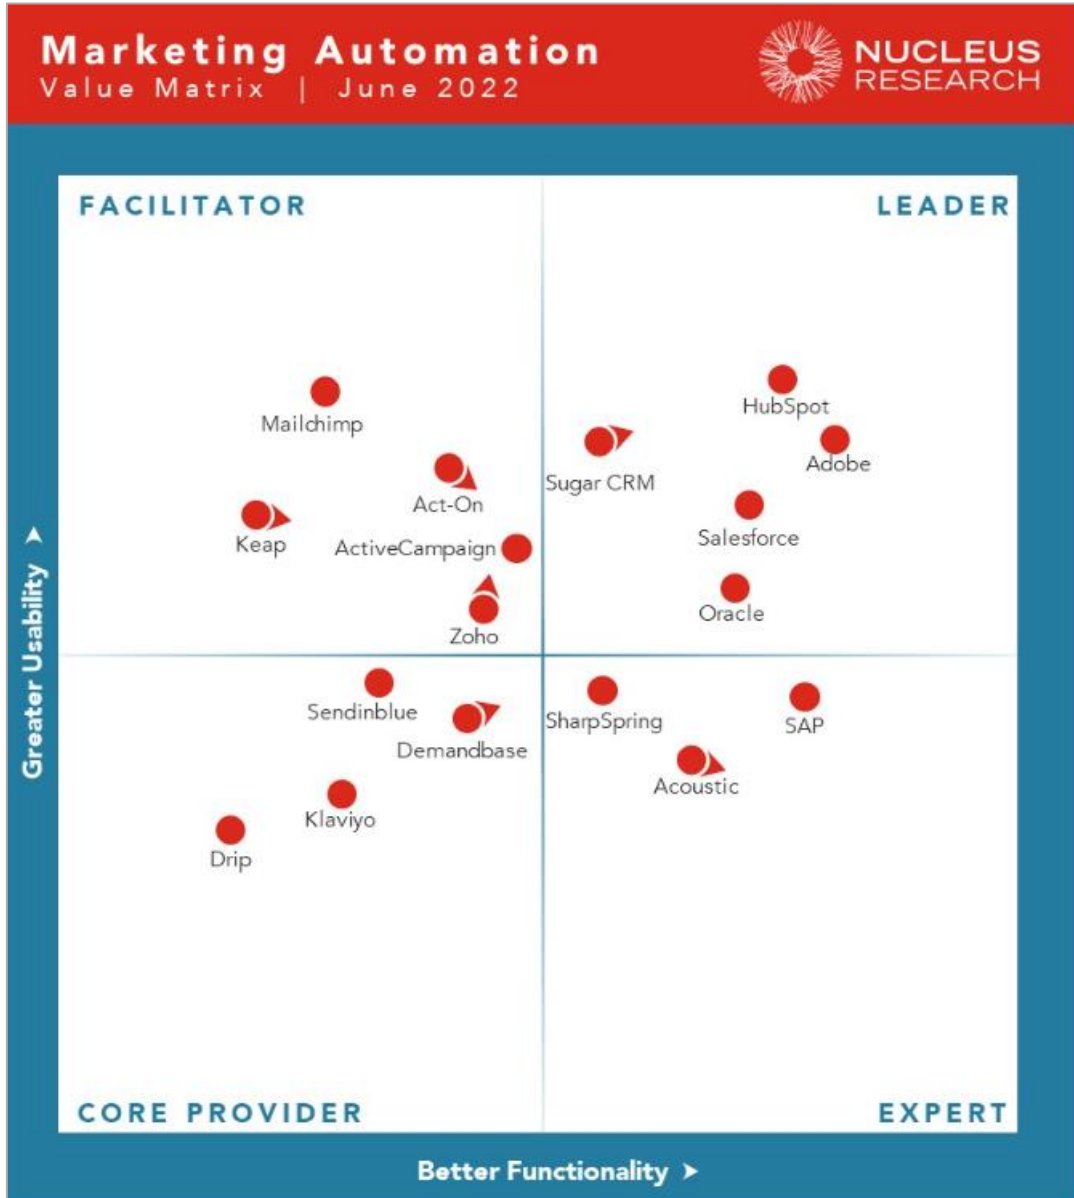 Marketing Automation
Value Matrix | June 2022
NUCLEUS
RESEARCH
FACILITATOR
LEADER
Mailchimp
HubSpot
Adobe
Sugar CRM
Act-On
Keap
ActiveCampaign
Salesforce
Zoho
Oracle
Sendinblue
Demandbase
SharpSpring
SAP
Acoustic
Klaviyo
Drip
Greater Usability
CORE PROVIDER
EXPERT
Better Functionality